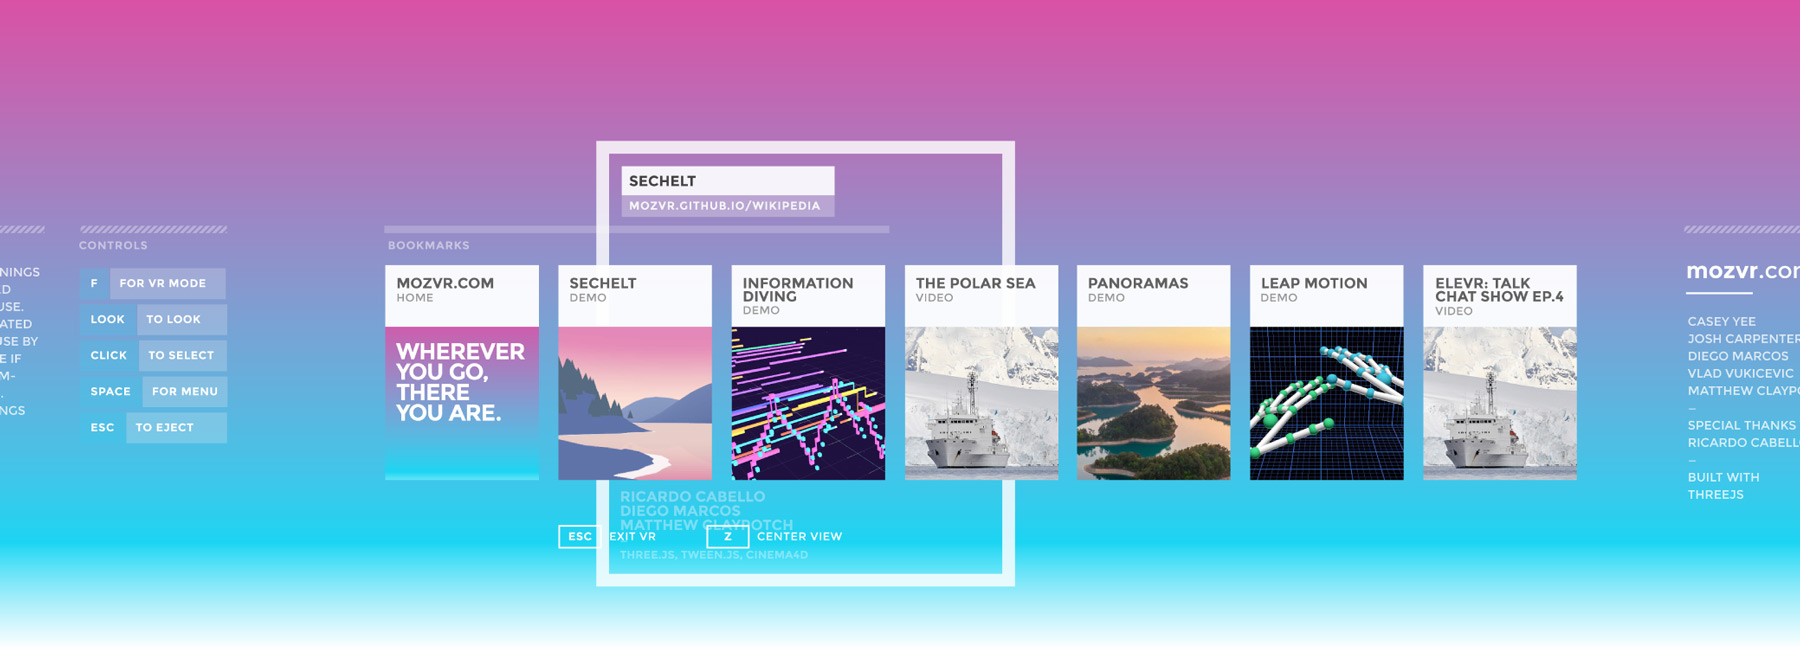 NINGS
D
USE.
ATED
USE BY
E IF
M-
.
NGS
CONTROLS
F FOR VR MODE
LOOK TO LOOK
CLICK TO SELECT
SPACE FOR MENU
ESC TO EJECT
SECHELT
MOZVR.GITHUB.IO/WIKIPEDIA
BOOKMARKS
MOZVR.COM
HOME
WHEREVER
YOU GO,
THERE
YOU ARE.
SECHELT
DEMO
INFORMATION
DIVING
DEMO
THE POLAR SEA
VIDEO
PANORAMAS
DEMO
LEAP MOTION
DEMO
ELEVR: TALK
CHAT SHOW EP.4
VIDEO
RICARDO CABELLO
DIEGO MARCOS
MATTHEW CLAYPOTCH
ESC EXIT VR Z CENTER VIEW
THREE.JS, TWEEN.JS, CINEMA4D
mozvr.cor
CASEY YEE
JOSH CARPENTER
DIEGO MARCOS
VLAD VUKICEVIC
MATTHEW CLAYPO
–
SPECIAL THANKS
RICARDO CABELL
–
BUILT WITH
THREEJS